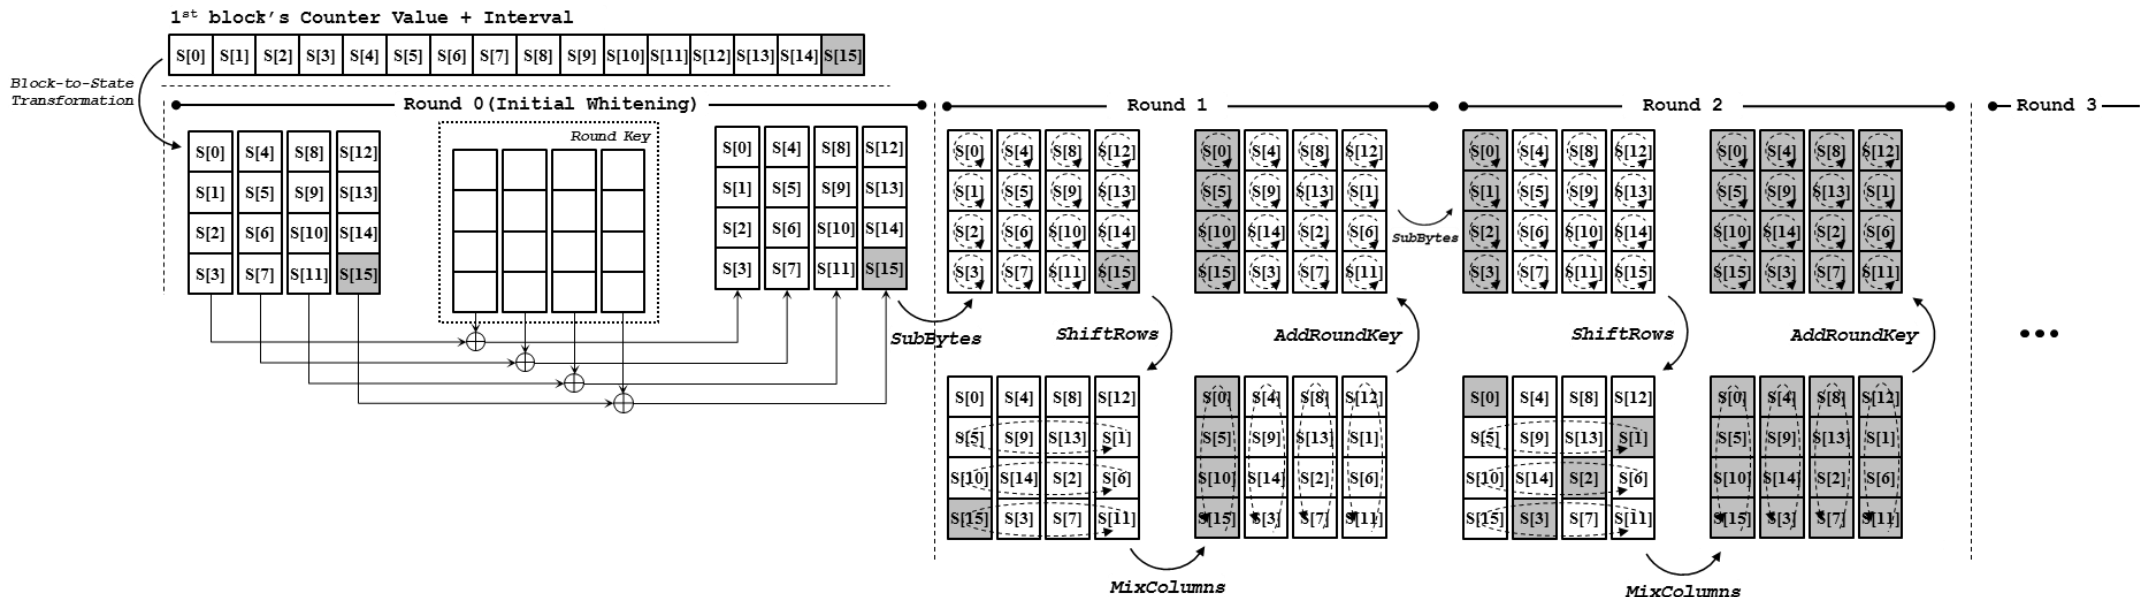 1st block's Counter Value + Interval
S[0] S[1] S[2] S[3] S[4] S[5] S[6] S[7] S[8] S[9] S[10] S[11] S[12] S[13] S[14] S[15]
Block-to-State
Transformation
Round 0(Initial Whitening)
S[0] S[4] S[8] S[12]
S[1] S[5] S[9] S[13]
S[2] S[6] S[10] S[14]
S[3] S[7] S[11] S[15]
Round Key
S[0] S[4] S[8] S[12]
S[1] S[5] S[9] S[13]
S[2] S[6] S[10] S[14]
S[3] S[7] S[11] S[15]
SubBytes
Round 1
S[0] S[4] S[8] S[12]
S[1] S[5] S[9] S[13]
S[2] S[6] S[10] S[14]
S[3] S[7] S[11] S[15]
ShiftRows
S[0] S[4] S[8] S[12]
S[5] S[9] S[13] S[1]
S[10] S[14] S[2] S[6]
S[15] S[3] S[7] S[11]
MixColumns
S[0] S[4] S[8] S[12]
S[5] S[9] S[13] S[1]
S[10] S[14] S[2] S[6]
S[15] S[3] S[7] S[11]
AddRoundKey
S[0] S[4] S[8] S[12]
S[5] S[9] S[13] S[1]
S[10] S[14] S[2] S[6]
S[15] S[3] S[7] S[11]
SubBytes
Round 2
S[0] S[4] S[8] S[12]
S[1] S[5] S[9] S[13]
S[2] S[6] S[10] S[14]
S[3] S[7] S[11] S[15]
ShiftRows
S[0] S[4] S[8] S[12]
S[5] S[9] S[13] S[1]
S[10] S[14] S[2] S[6]
S[15] S[3] S[7] S[11]
MixColumns
S[0] S[4] S[8] S[12]
S[5] S[9] S[13] S[1]
S[10] S[14] S[2] S[6]
S[15] S[3] S[7] S[11]
AddRoundKey
S[0] S[4] S[8] S[12]
S[5] S[9] S[13] S[1]
S[10] S[14] S[2] S[6]
S[15] S[3] S[7] S[11]
Round 3
•••